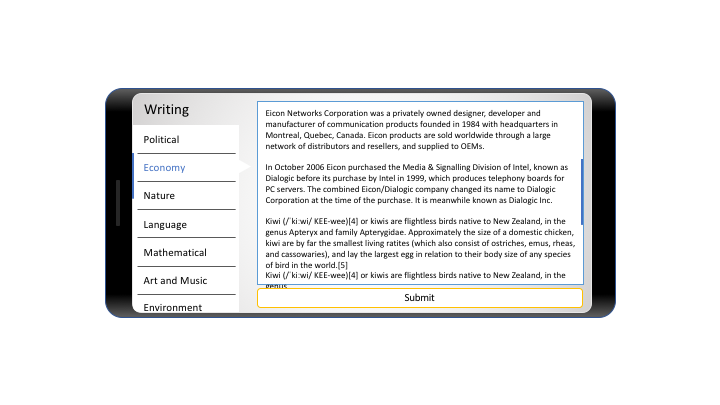 Writing
Political
Economy
Nature
Language
Mathematical
Art and Music
Environment
Eicon Networks Corporation was a privately owned designer, developer and
manufacturer of communication products founded in 1984 with headquarters in
Montreal, Quebec, Canada. Eicon products are sold worldwide through a large
network of distributors and resellers, and supplied to OEMs.
In October 2006 Eicon purchased the Media & Signalling Division of Intel, known as
Dialogic before its purchase by Intel in 1999, which produces telephony boards for
PC servers. The combined Eicon/Dialogic company changed its name to Dialogic
Corporation at the time of the purchase. It is meanwhile known as Dialogic Inc.
Kiwi (/ˈkiːwi/ KEE-wee)[4] or kiwis are flightless birds native to New Zealand, in the
genus Apteryx and family Apterygidae. Approximately the size of a domestic chicken,
kiwi are by far the smallest living ratites (which also consist of ostriches, emus, rheas,
and cassowaries), and lay the largest egg in relation to their body size of any species
of bird in the world.[5]
Kiwi (/ˈkiːwi/ KEE-wee)[4] or kiwis are flightless birds native to New Zealand, in the
genus
Submit